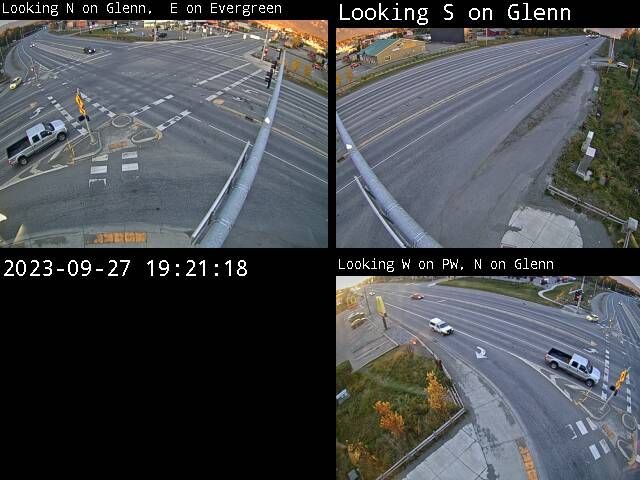 Looking N on Glenn,  E on Evergreen
Looking S on Glenn
2023-09-27 19:21:18
Looking W on PW, N on Glenn